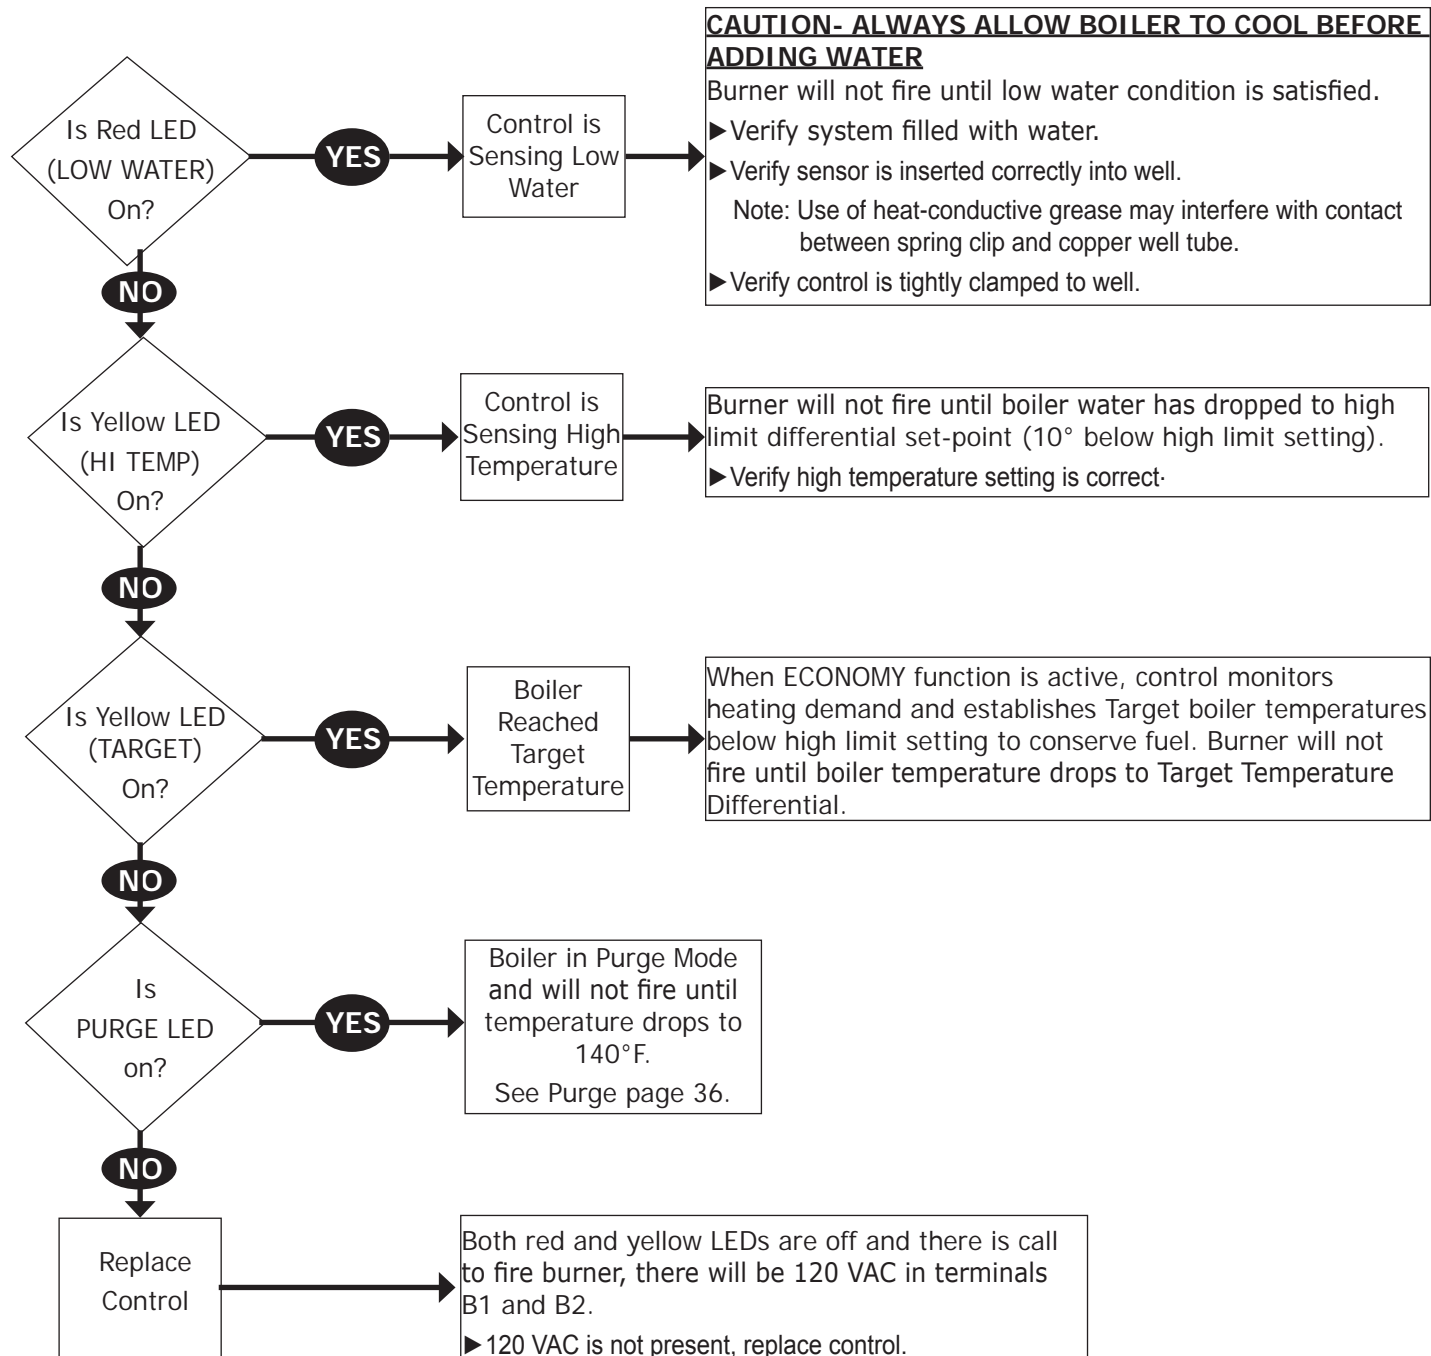 Is Red LED
(LOW WATER)
On?
YES
Control is
Sensing Low
Water
CAUTION- ALWAYS ALLOW BOILER TO COOL BEFORE
ADDING WATER
Burner will not fire until low water condition is satisfied.
►Verify system filled with water.
►Verify sensor is inserted correctly into well.
Note: Use of heat-conductive grease may interfere with contact
between spring clip and copper well tube.
►Verify control is tightly clamped to well.
NO
Is Yellow LED
(HI TEMP)
On?
YES
Control is
Sensing High
Temperature
Burner will not fire until boiler water has dropped to high
limit differential set-point (10° below high limit setting).
►Verify high temperature setting is correct.
NO
Is Yellow LED
(TARGET)
On?
YES
Boiler
Reached
Target
Temperature
When ECONOMY function is active, control monitors
heating demand and establishes Target boiler temperatures
below high limit setting to conserve fuel. Burner will not
fire until boiler temperature drops to Target Temperature
Differential.
NO
Is
PURGE LED
on?
YES
Boiler in Purge Mode
and will not fire until
temperature drops to
140°F.
See Purge page 36.
NO
Replace
Control
Both red and yellow LEDs are off and there is call
to fire burner, there will be 120 VAC in terminals
B1 and B2.
►120 VAC is not present, replace control.